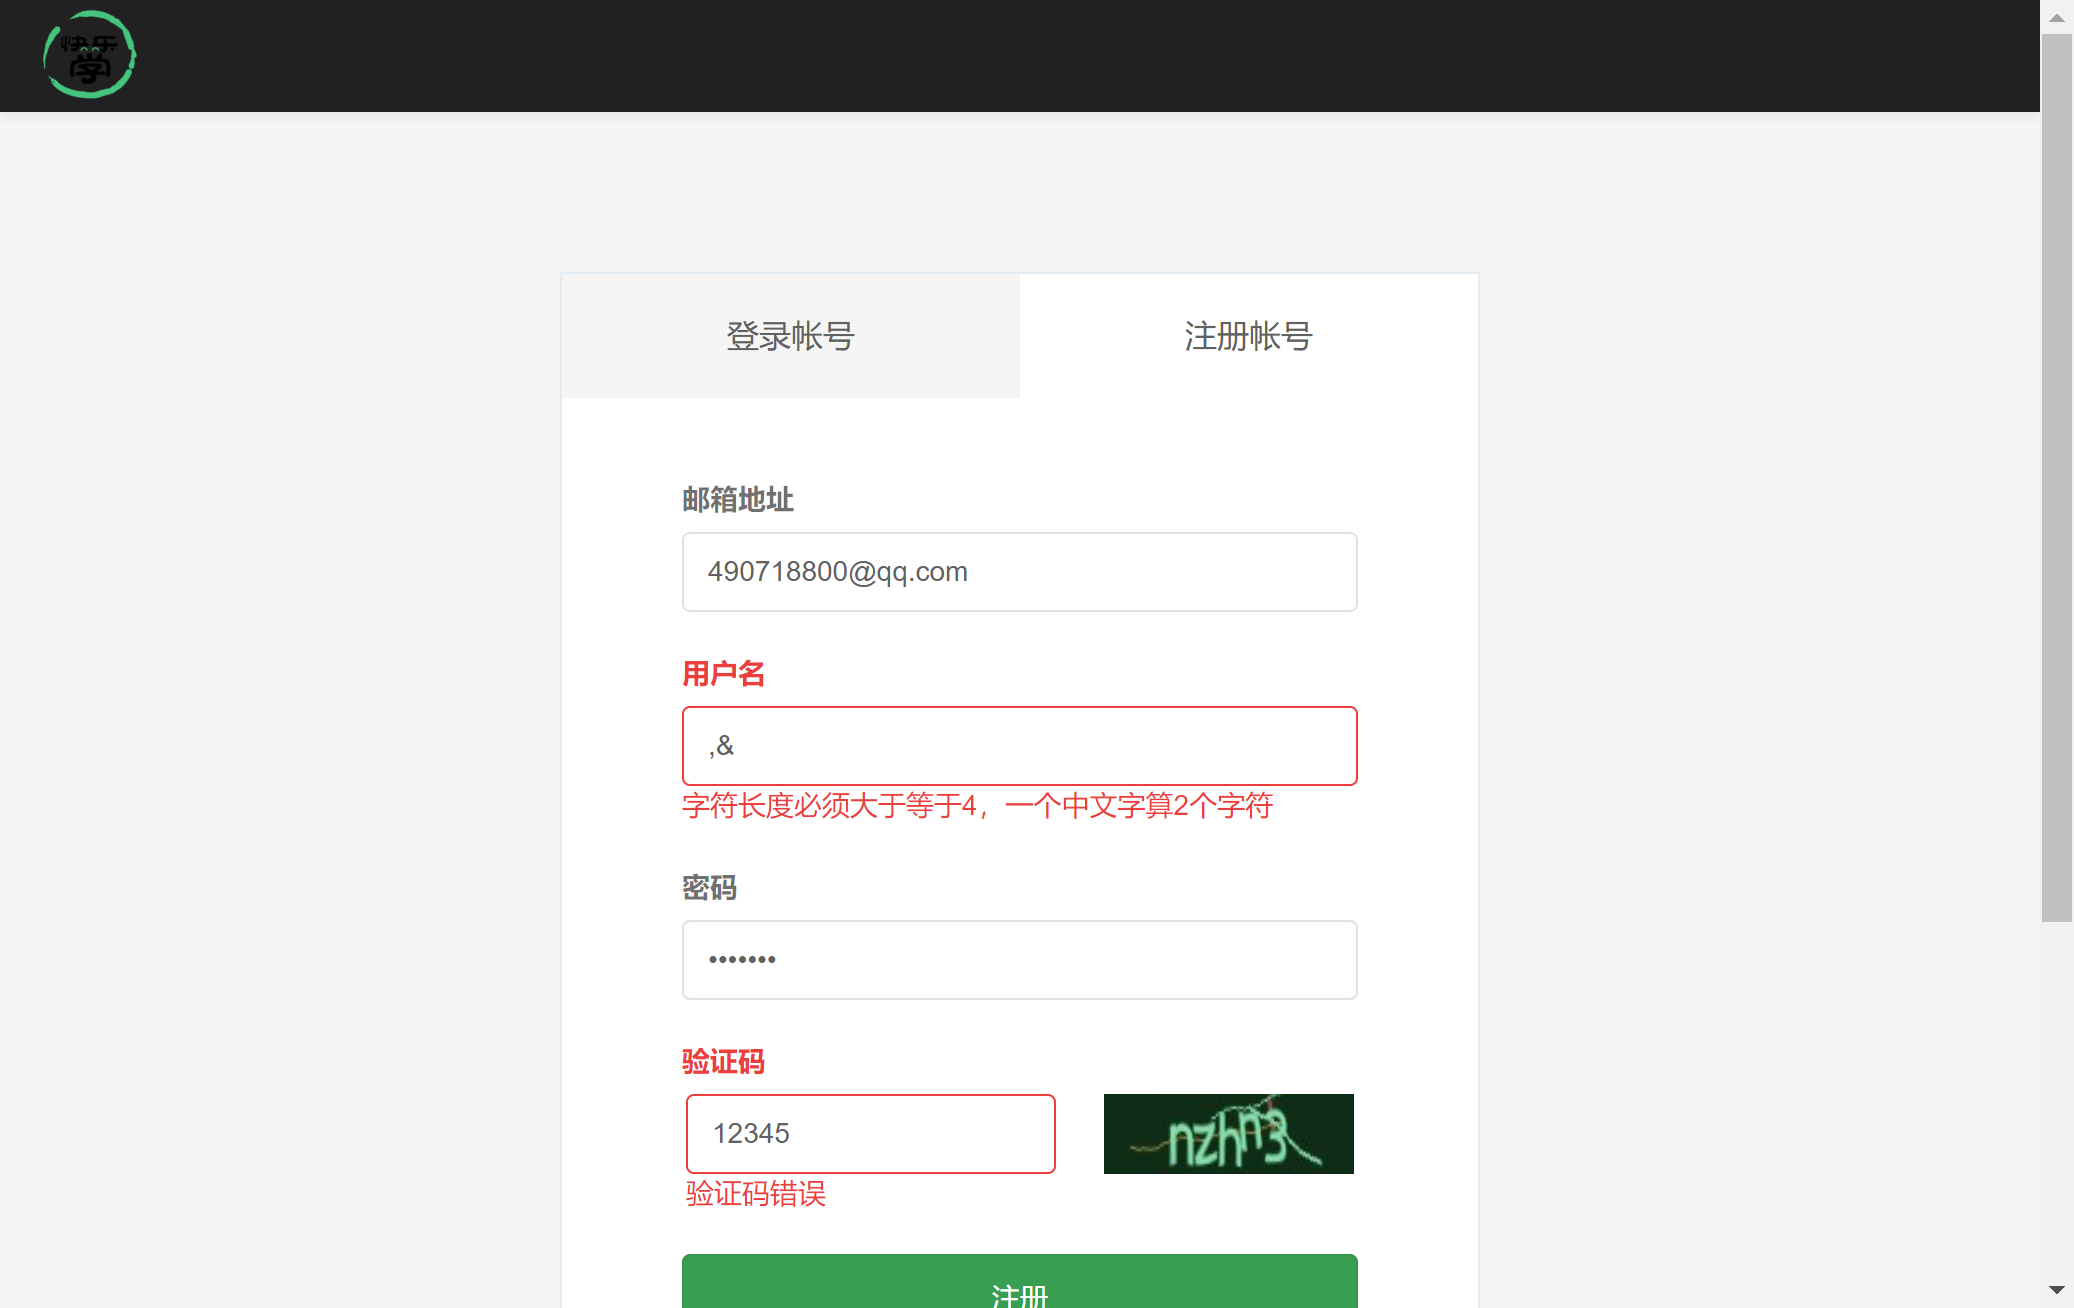 快乐
学
登录帐号
注册帐号
邮箱地址
490718800@qq.com
用户名
,&
字符长度必须大于等于4，一个中文字算2个字符
密码
•••••••
验证码
12345
nzhn3
验证码错误
注册